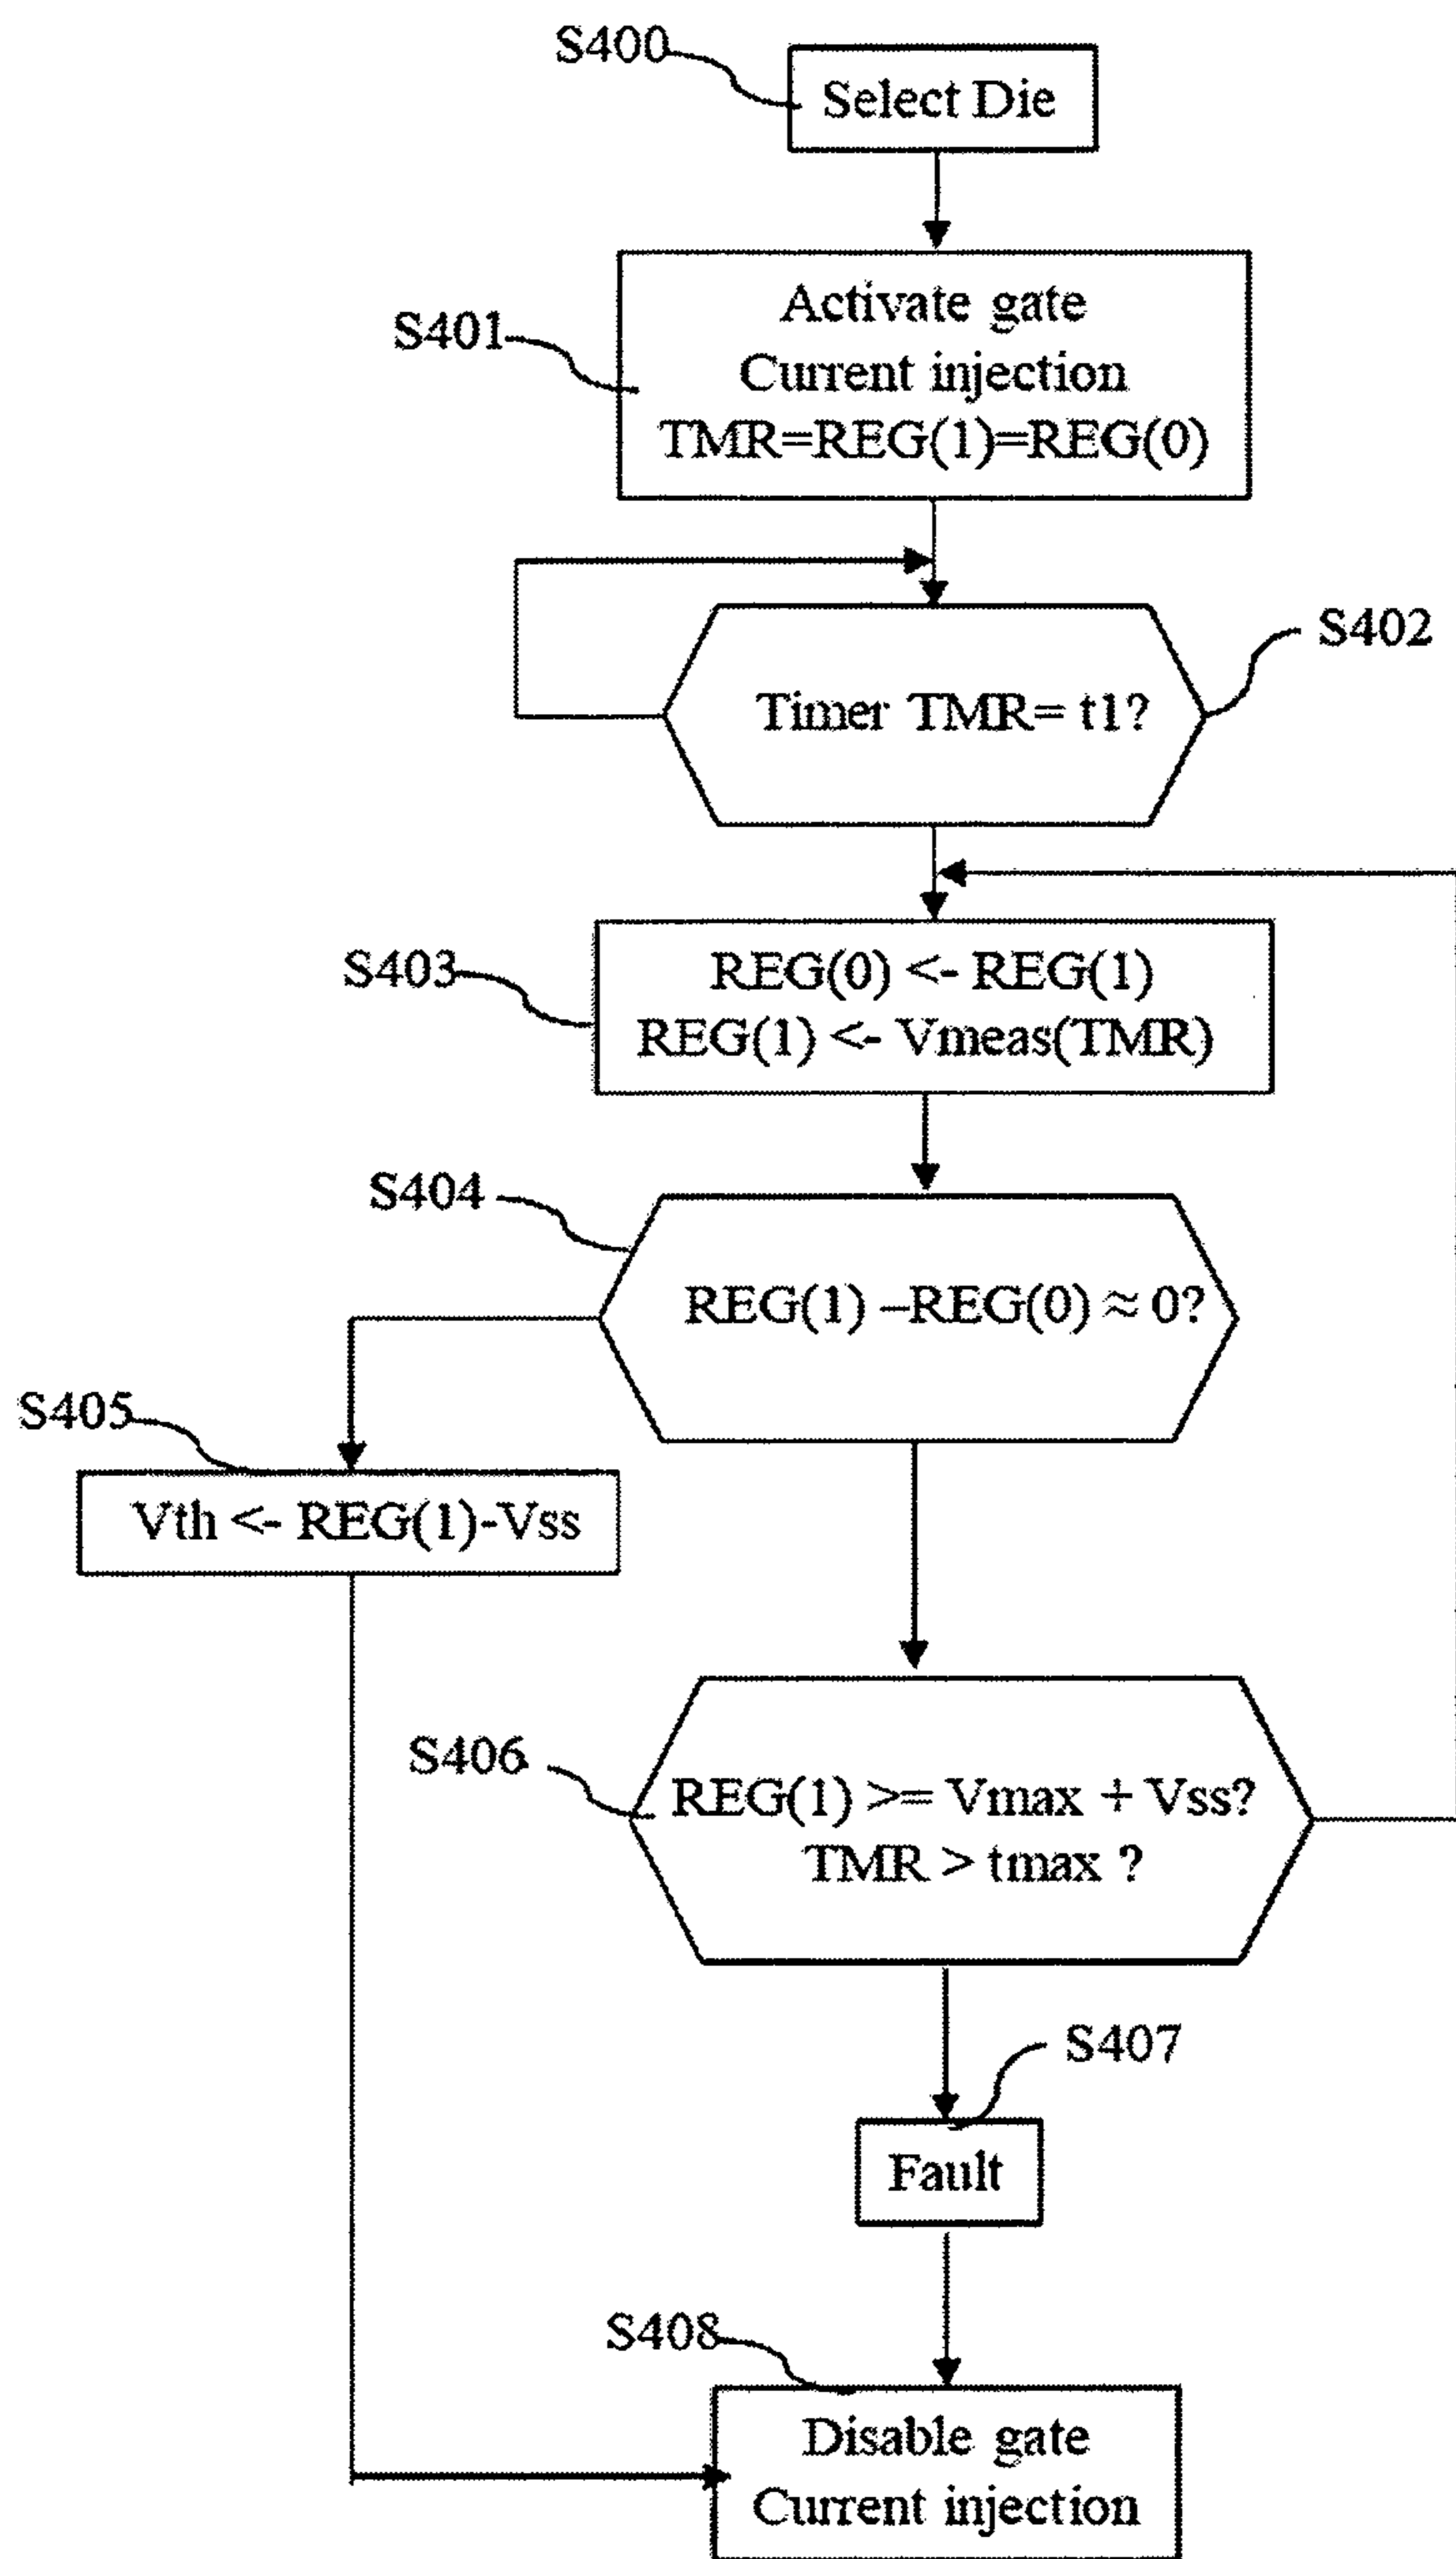 S400
Select Die
S401
Activate gate
Current injection
TMR=REG(1)=REG(0)
S402
Timer TMR= t1?
S403
REG(0) <- REG(1)
REG(1) <- Vmeas(TMR)
S404
REG(1) –REG(0) ≈ 0?
S405
Vth <- REG(1)-Vss
S406
REG(1) >= Vmax + Vss?
TMR > tmax ?
S407
Fault
S408
Disable gate
Current injection